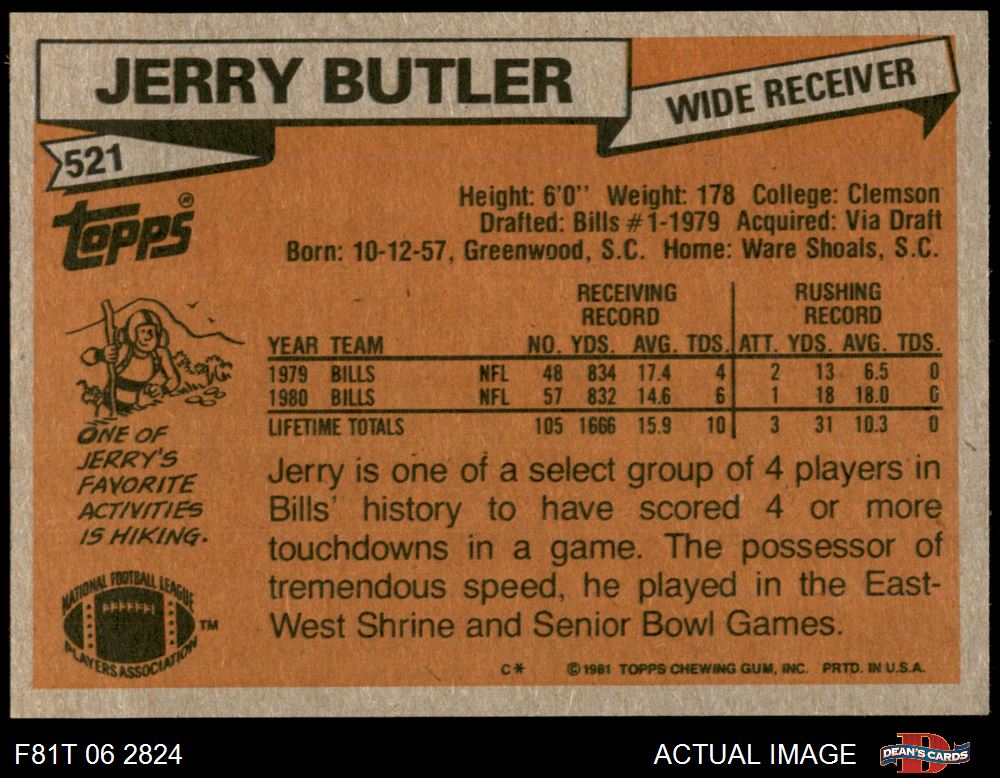 JERRY BUTLER
WIDE RECEIVER
521
Topps®
Height: 6'0'' Weight: 178 College: Clemson
Drafted: Bills #1-1979 Acquired: Via Draft
Born: 10-12-57, Greenwood, S.C. Home: Ware Shoals, S.C.
RECEIVING RUSHING
RECORD RECORD
YEAR TEAM NO. YDS. AVG. TDS. ATT. YDS. AVG. TDS.
1979 BILLS NFL 48 834 17.4 4 2 13 6.5 0
1980 BILLS NFL 57 832 14.6 6 1 18 18.0 0
LIFETIME TOTALS 105 1666 15.9 10 3 31 10.3 0
ONE OF
JERRY'S
FAVORITE
ACTIVITIES
IS HIKING.
Jerry is one of a select group of 4 players in
Bills' history to have scored 4 or more
touchdowns in a game. The possessor of
tremendous speed, he played in the East-
West Shrine and Senior Bowl Games.
NATIONAL FOOTBALL LEAGUE
PLAYERS ASSOCIATION
TM
C* ©1981 TOPPS CHEWING GUM, INC. PRTD. IN U.S.A.
F81T 06 2824
ACTUAL IMAGE
D
DEAN'S CARDS